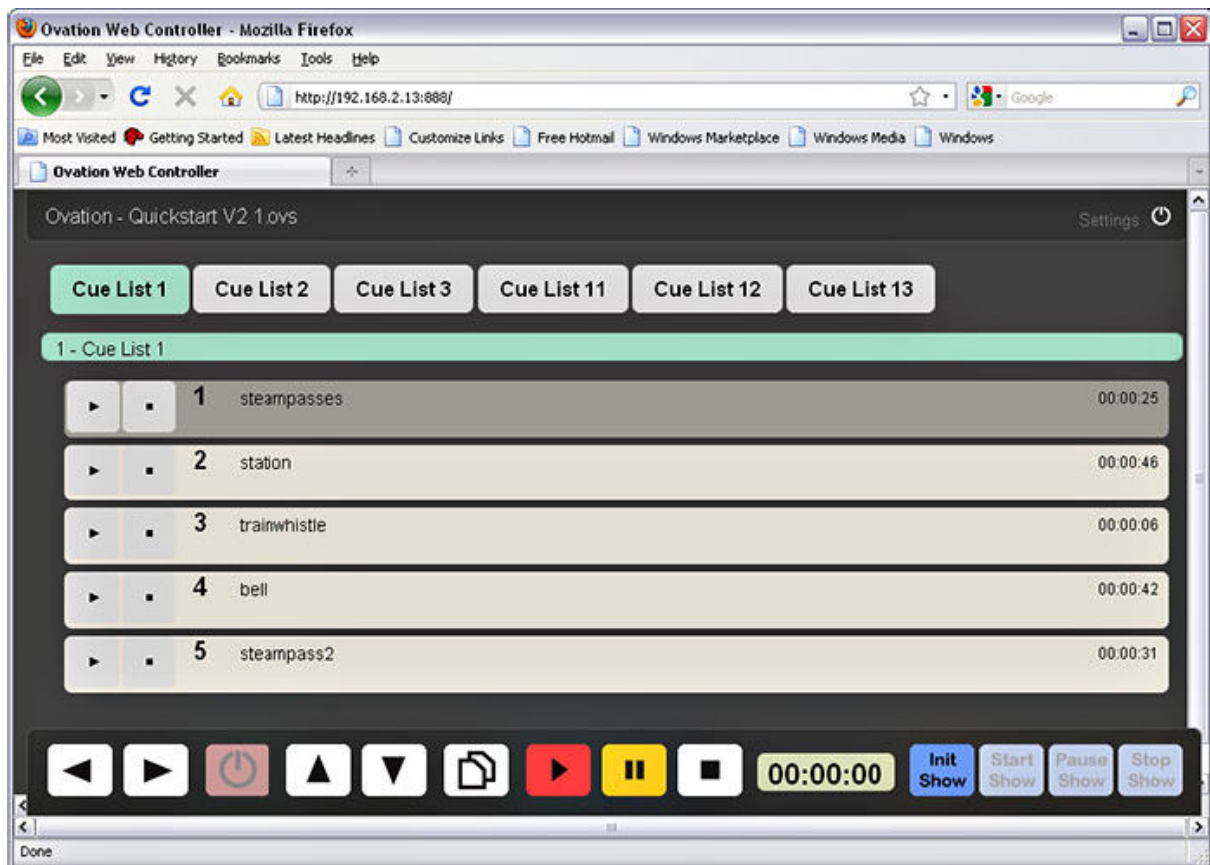 Ovation Web Controller - Mozilla Firefox
File Edit View History Bookmarks Tools Help
http://192.168.2.13:888/
Google
Most Visited Getting Started Latest Headlines Customize Links Free Hotmail Windows Marketplace Windows Media Windows
Ovation Web Controller
Ovation - Quickstart V2 1.ovs
Settings
Cue List 1 Cue List 2 Cue List 3 Cue List 11 Cue List 12 Cue List 13
1 - Cue List 1
1 steampasses 00:00:25
2 station 00:00:46
3 trainwhistle 00:00:06
4 bell 00:00:42
5 steampass2 00:00:31
00:00:00
Init Show
Start Show
Pause Show
Stop Show
Done